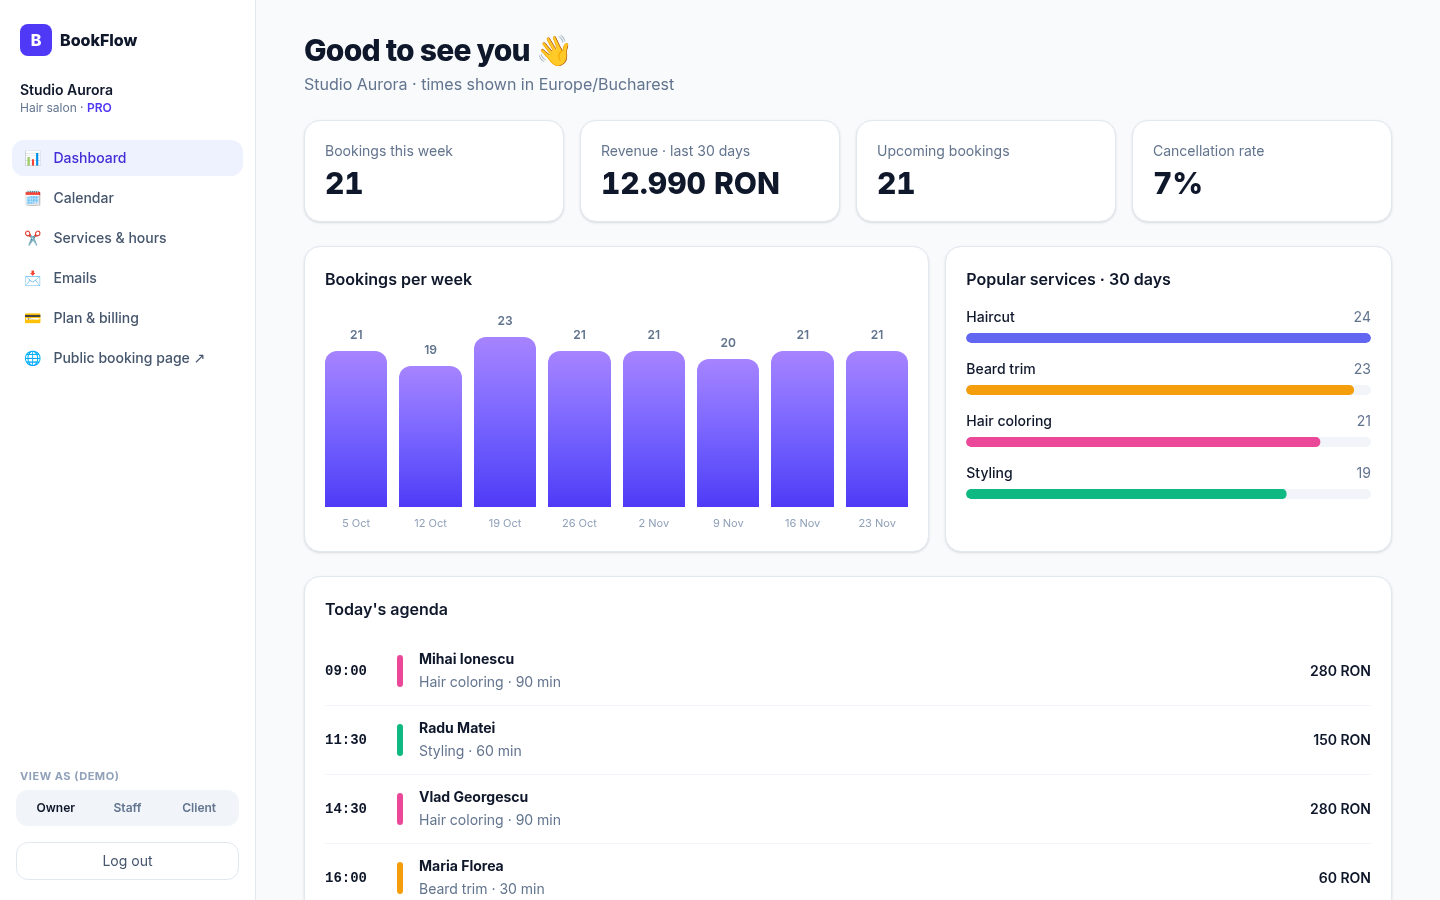 B BookFlow
Studio Aurora
Hair salon · PRO
📊 Dashboard
🗓️ Calendar
✂️ Services & hours
📩 Emails
💳 Plan & billing
🌐 Public booking page ↗
VIEW AS (DEMO)
Owner Staff Client
Log out
Good to see you 👋
Studio Aurora · times shown in Europe/Bucharest
Bookings this week
21
Revenue · last 30 days
12.990 RON
Upcoming bookings
21
Cancellation rate
7%
Bookings per week
21 19 23 21 21 20 21 21
5 Oct 12 Oct 19 Oct 26 Oct 2 Nov 9 Nov 16 Nov 23 Nov
Popular services · 30 days
Haircut 24
Beard trim 23
Hair coloring 21
Styling 19
Today's agenda
09:00 Mihai Ionescu 280 RON
Hair coloring · 90 min
11:30 Radu Matei 150 RON
Styling · 60 min
14:30 Vlad Georgescu 280 RON
Hair coloring · 90 min
16:00 Maria Florea 60 RON
Beard trim · 30 min